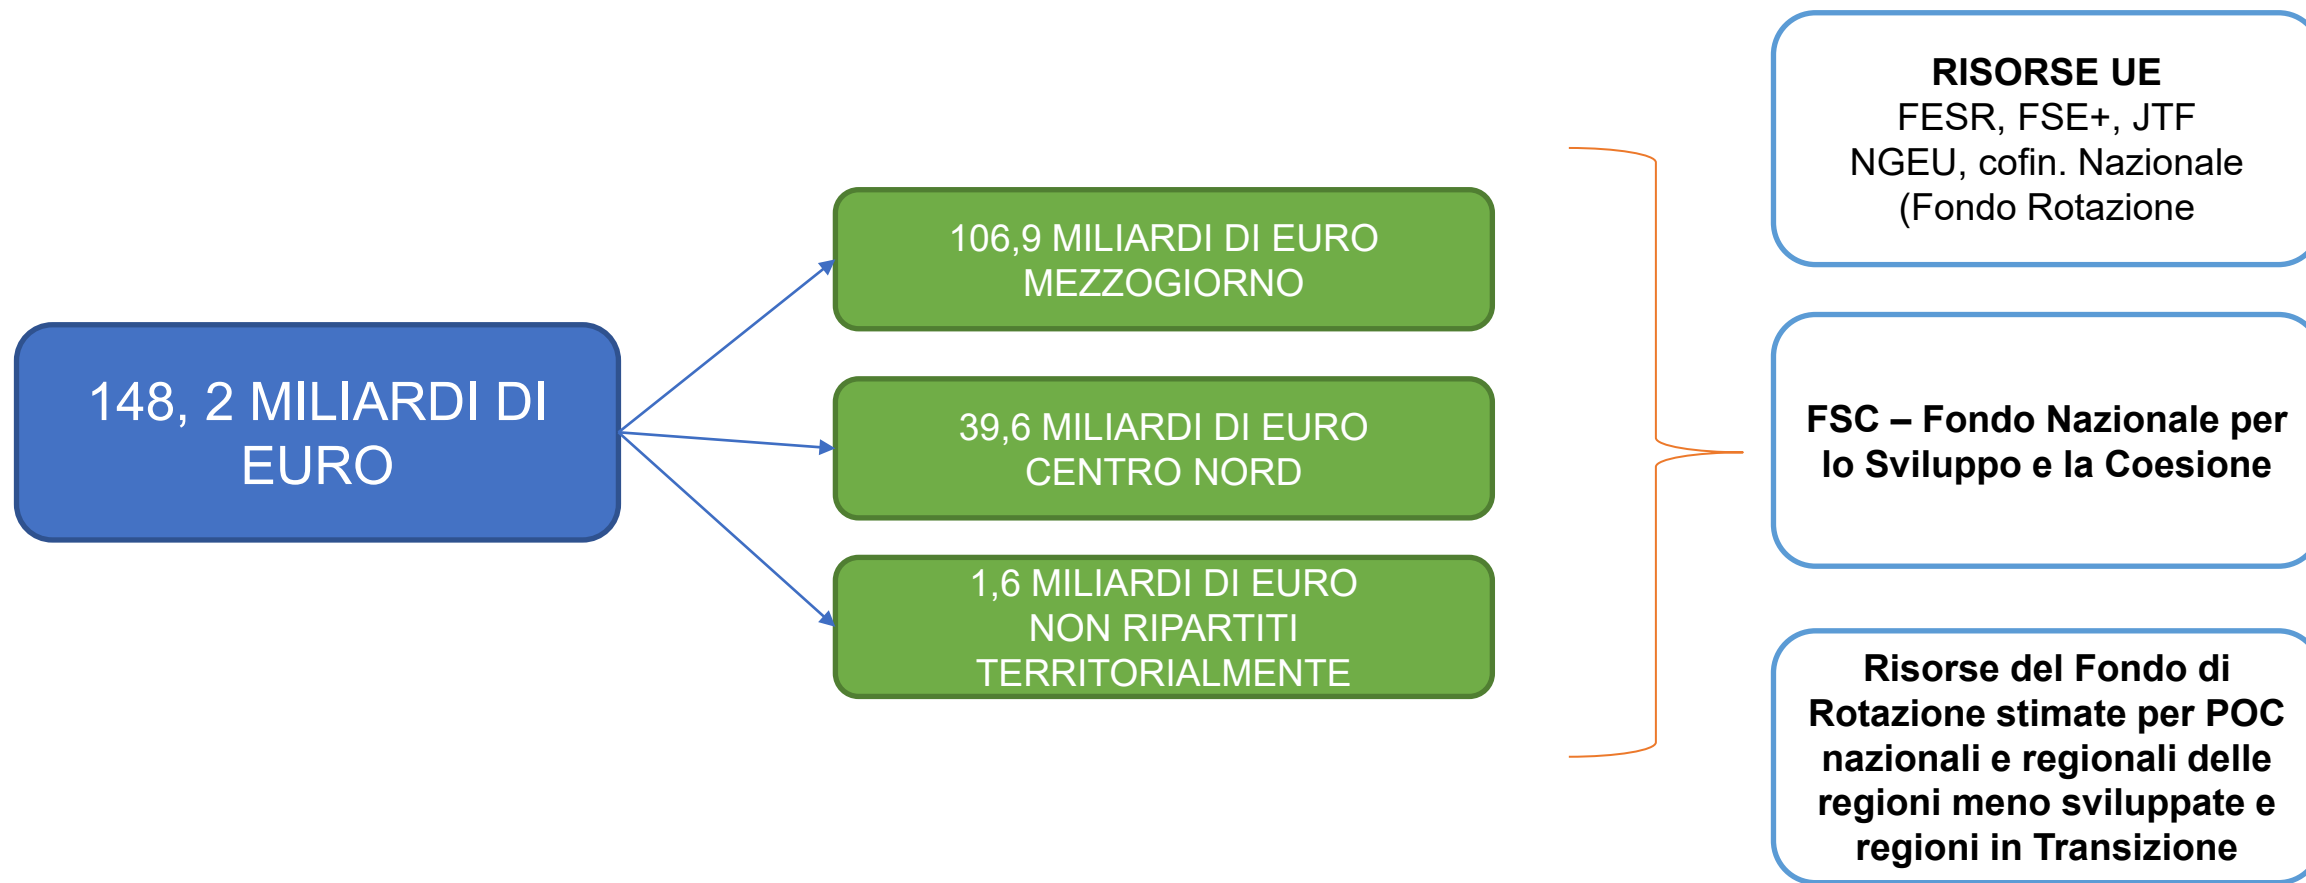 148, 2 MILIARDI DI
EURO
106,9 MILIARDI DI EURO
MEZZOGIORNO
39,6 MILIARDI DI EURO
CENTRO NORD
1,6 MILIARDI DI EURO
NON RIPARTITI
TERRITORIALMENTE
RISORSE UE
FESR, FSE+, JTF
NGEU, cofin. Nazionale
(Fondo Rotazione
FSC – Fondo Nazionale per
lo Sviluppo e la Coesione
Risorse del Fondo di
Rotazione stimate per POC
nazionali e regionali delle
regioni meno sviluppate e
regioni in Transizione